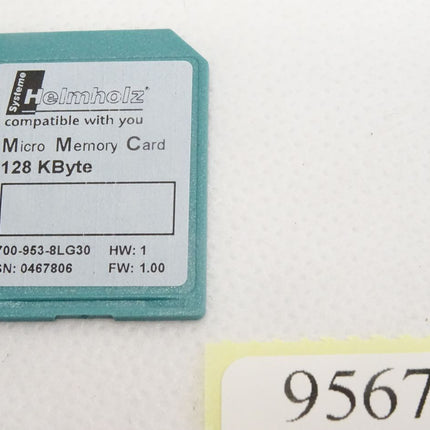 Systeme
Helmholz
compatible with you
Micro Memory Card
128 KByte
700-953-8LG30 HW: 1
SN: 0467806 FW: 1.00
9567